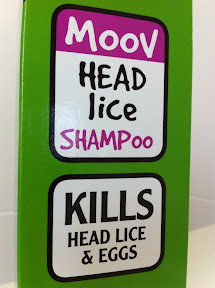 MOOV
HEAD
lice
SHAMPoo
KILLS
HEAD LICE
& EGGS